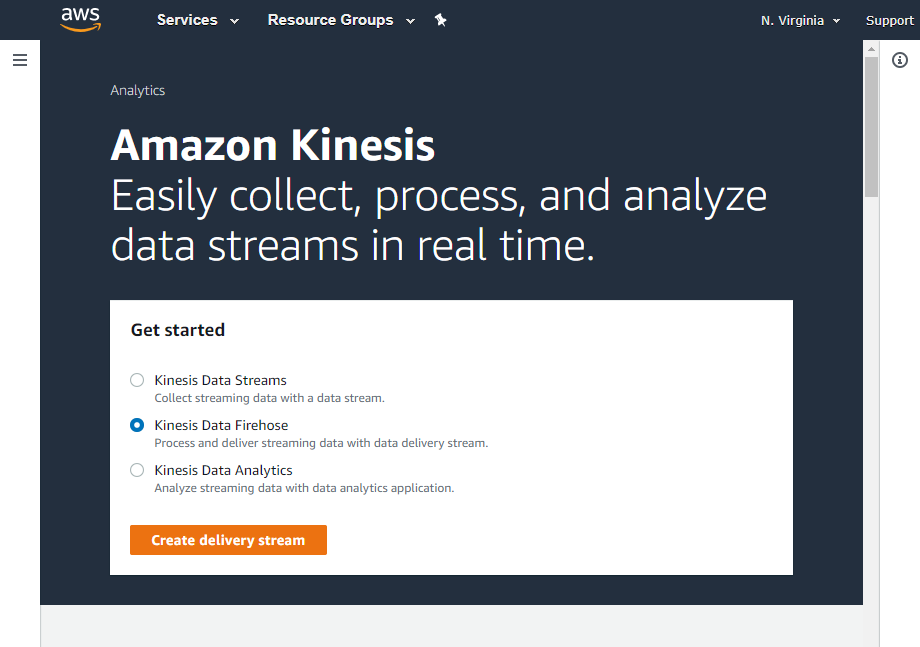 aws Services Resource Groups N. Virginia Support
Analytics
Amazon Kinesis
Easily collect, process, and analyze
data streams in real time.
Get started
Kinesis Data Streams
Collect streaming data with a data stream.
Kinesis Data Firehose
Process and deliver streaming data with data delivery stream.
Kinesis Data Analytics
Analyze streaming data with data analytics application.
Create delivery stream